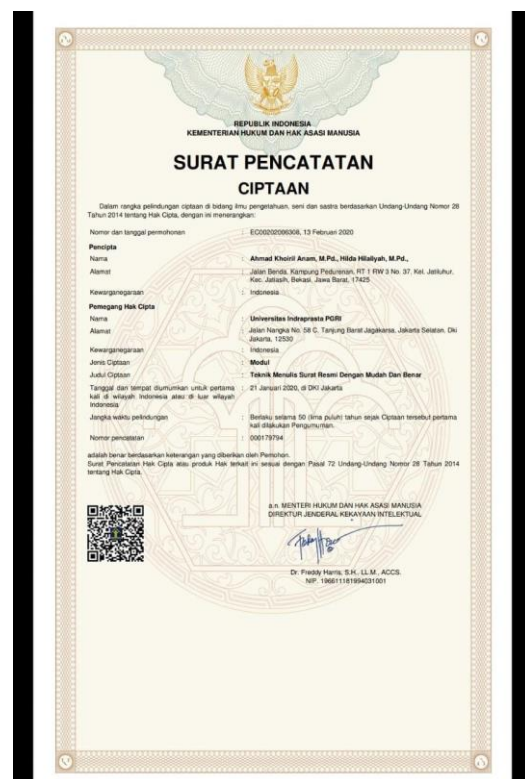 REPUBLIK INDONESIA
KEMENTERIAN HUKUM DAN HAK ASASI MANUSIA
SURAT PENCATATAN
CIPTAAN
Dalam rangka pelindungan ciptaan di bidang ilmu pengetahuan, seni dan sastra berdasarkan Undang-Undang Nomor 28
Tahun 2014 tentang Hak Cipta, dengan ini menerangkan:
Nomor dan tanggal permohonan : EC00202086308, 13 Februari 2020
Pencipta
Nama : Ahmad Khoiril Anam, M.Pd., Hilda Hilaliyah, M.Pd.,
Alamat : Jalan Benda, Kampung Pedurenan, RT 1 RW 3 No. 37, Kel. Jatiluhur,
Kec. Jatiasih, Bekasi, Jawa Barat, 17425
Kewarganegaraan : Indonesia
Pemegang Hak Cipta
Nama : Universitas Indraprasta PGRI
Alamat : Jalan Nangka No. 58 C, Tanjung Barat Jagakarsa, Jakarta Selatan, Dki
Jakarta, 12530
Kewarganegaraan : Indonesia
Jenis Ciptaan : Modul
Judul Ciptaan : Teknik Menulis Surat Resmi Dengan Mudah Dan Benar
Tanggal dan tempat diumumkan untuk pertama : 21 Januari 2020, di DKI Jakarta
kali di wilayah Indonesia atau di luar wilayah
Indonesia
Jangka waktu pelindungan : Berlaku selama 50 (lima puluh) tahun sejak Ciptaan tersebut pertama
kali dilakukan Pengumuman.
Nomor pencatatan : 000179794
adalah benar berdasarkan keterangan yang diberikan oleh Pemohon.
Surat Pencatatan Hak Cipta atau produk Hak terkait ini sesuai dengan Pasal 72 Undang-Undang Nomor 28 Tahun 2014
tentang Hak Cipta.
a.n. MENTERI HUKUM DAN HAK ASASI MANUSIA
DIREKTUR JENDERAL KEKAYAAN INTELEKTUAL
Dr. Freddy Harris, S.H., LL.M., ACCS.
NIP. 196611181994031001